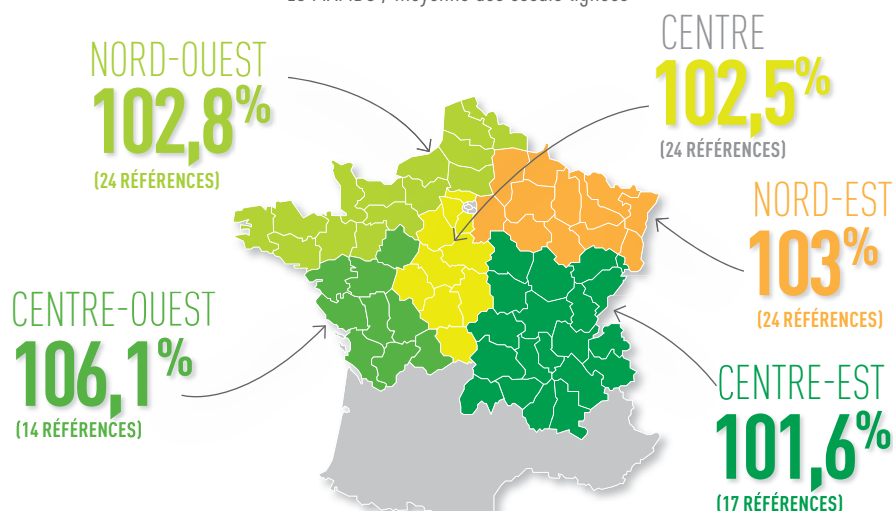 NORD-OUEST
102,8%
(24 RÉFÉRENCES)
CENTRE
102,5%
(24 RÉFÉRENCES)
NORD-EST
103%
(24 RÉFÉRENCES)
CENTRE-OUEST
106,1%
(14 RÉFÉRENCES)
CENTRE-EST
101,6%
(17 RÉFÉRENCES)